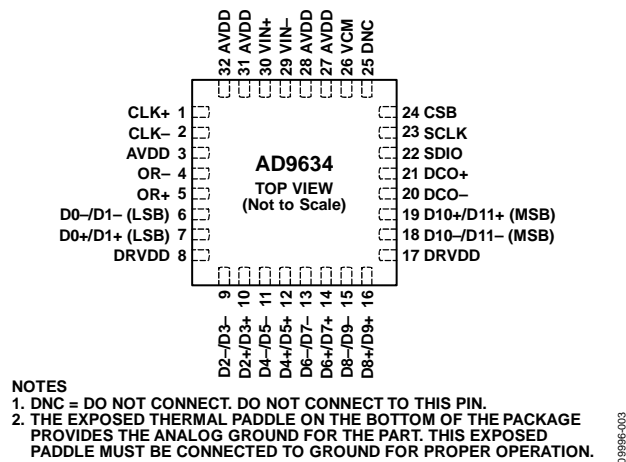 32 AVDD
31 AVDD
30 VIN+
29 VIN–
28 AVDD
27 AVDD
26 VCM
25 DNC
CLK+ 1
CLK– 2
AVDD 3
OR– 4
OR+ 5
D0–/D1– (LSB) 6
D0+/D1+ (LSB) 7
DRVDD 8
AD9634
TOP VIEW
(Not to Scale)
24 CSB
23 SCLK
22 SDIO
21 DCO+
20 DCO–
19 D10+/D11+ (MSB)
18 D10–/D11– (MSB)
17 DRVDD
D2–/D3– 9
D2+/D3+ 10
D4–/D5– 11
D4+/D5+ 12
D6–/D7– 13
D6+/D7+ 14
D8–/D9– 15
D8+/D9+ 16
NOTES
1. DNC = DO NOT CONNECT. DO NOT CONNECT TO THIS PIN.
2. THE EXPOSED THERMAL PADDLE ON THE BOTTOM OF THE PACKAGE
PROVIDES THE ANALOG GROUND FOR THE PART. THIS EXPOSED
PADDLE MUST BE CONNECTED TO GROUND FOR PROPER OPERATION.
09996-003